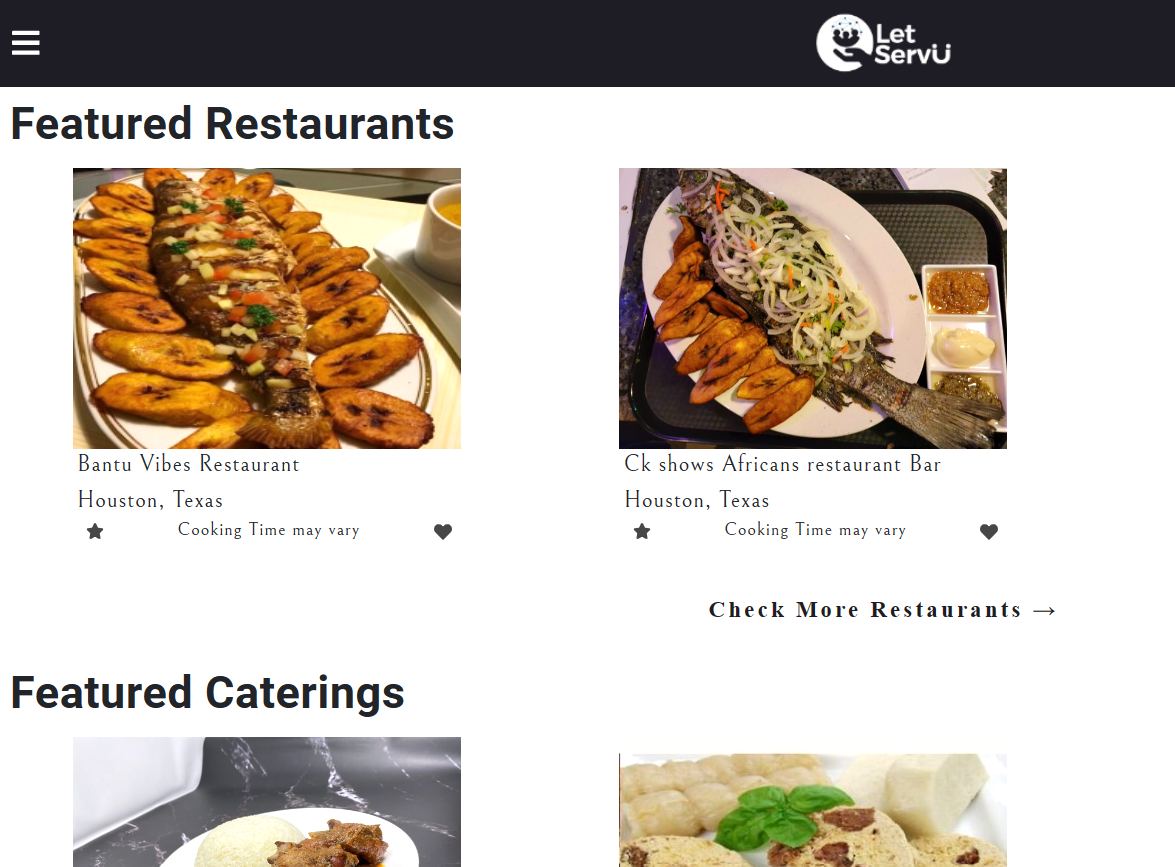 Let
ServU
Featured Restaurants
Bantu Vibes Restaurant
Houston, Texas
Cooking Time may vary
Ck shows Africans restaurant Bar
Houston, Texas
Cooking Time may vary
Check More Restaurants →
Featured Caterings